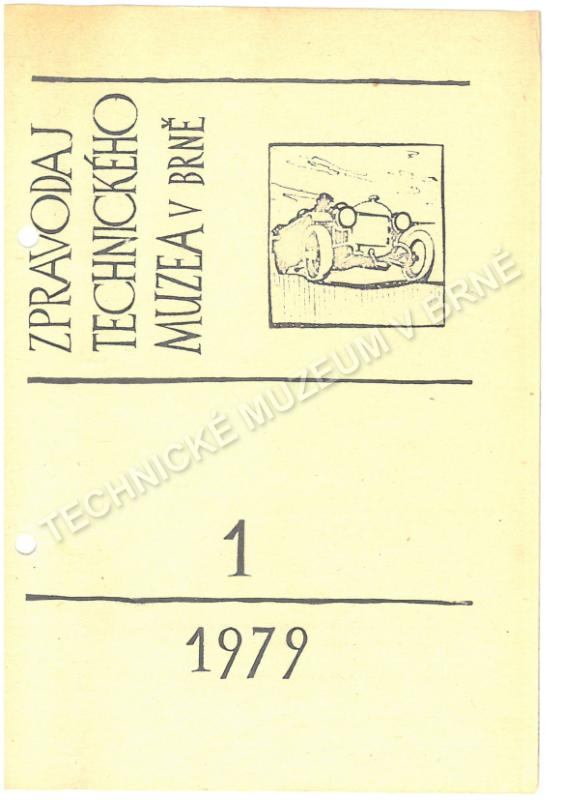 ZPRAVODAJ
TECHNICKÉHO
MUZEA V BRNĚ
TECHNICKÉ MUZEUM V BRNĚ
1
1979